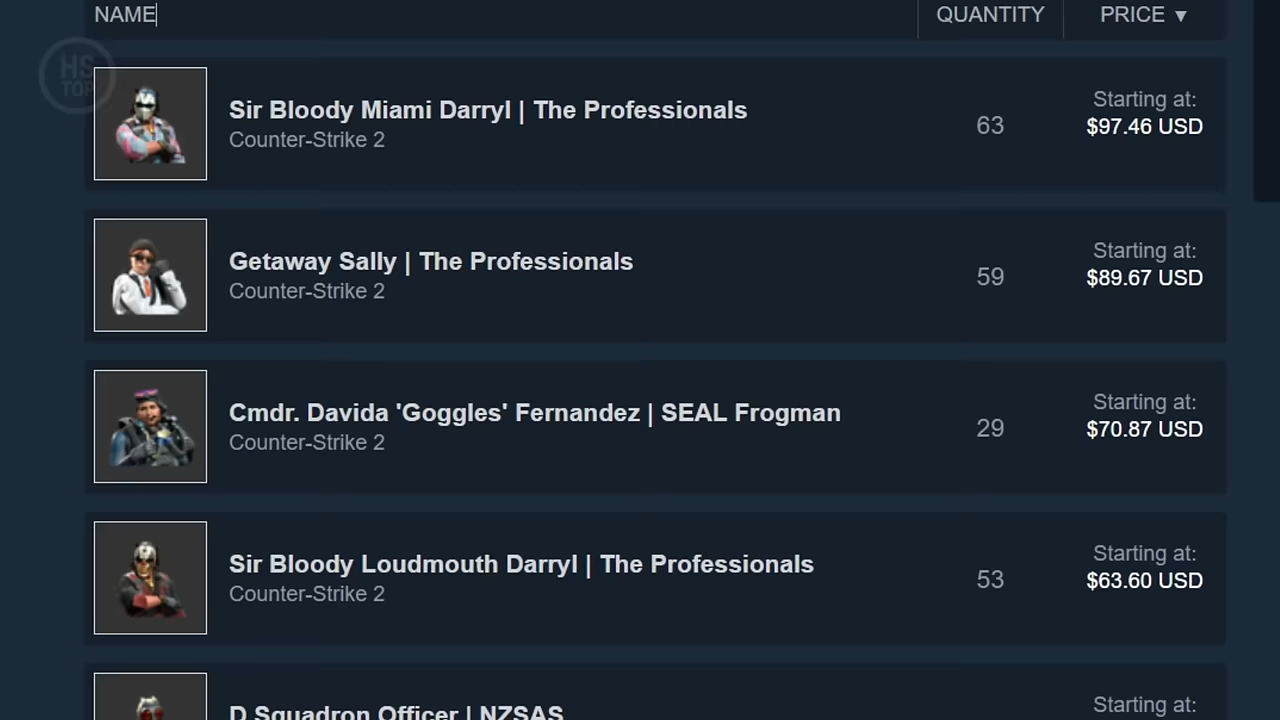 NAME
QUANTITY
PRICE ▼
HS
TOP
Sir Bloody Miami Darryl | The Professionals
Counter-Strike 2
63
Starting at:
$97.46 USD
Getaway Sally | The Professionals
Counter-Strike 2
59
Starting at:
$89.67 USD
Cmdr. Davida 'Goggles' Fernandez | SEAL Frogman
Counter-Strike 2
29
Starting at:
$70.87 USD
Sir Bloody Loudmouth Darryl | The Professionals
Counter-Strike 2
53
Starting at:
$63.60 USD
D Squadron Officer | NZSAS
Starting at: